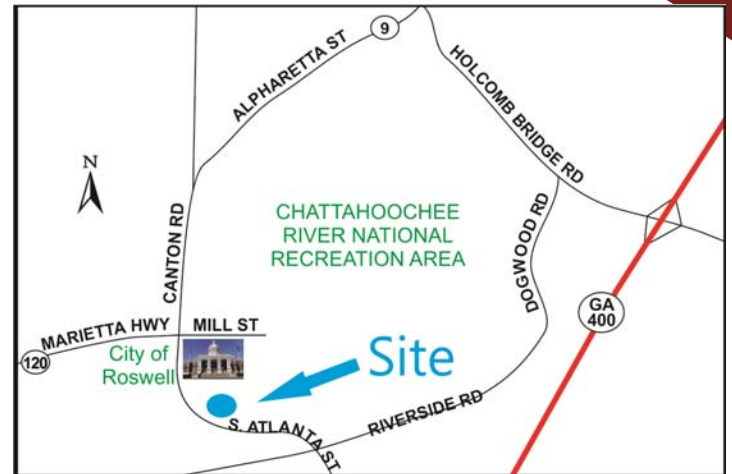 9
ALPHARETTA ST
HOLCOMB BRIDGE RD
N
CHATTAHOOCHEE
RIVER NATIONAL
RECREATION AREA
CANTON RD
DOGWOOD RD
GA
400
MARIETTA HWY
MILL ST
120
City of
Roswell
Site
S. ATLANTA ST
RIVERSIDE RD